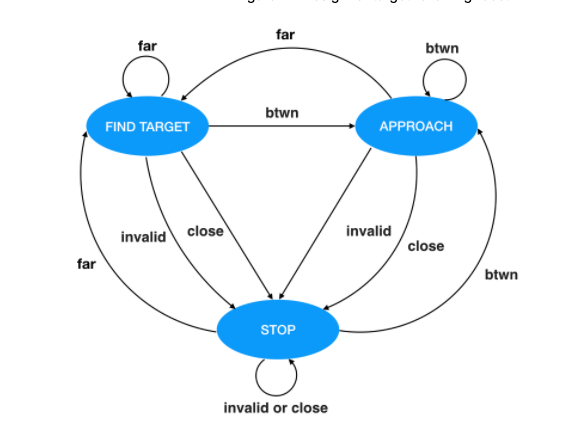 far
far
btwn
FIND TARGET
btwn
APPROACH
invalid
close
invalid
close
far
btwn
STOP
invalid or close